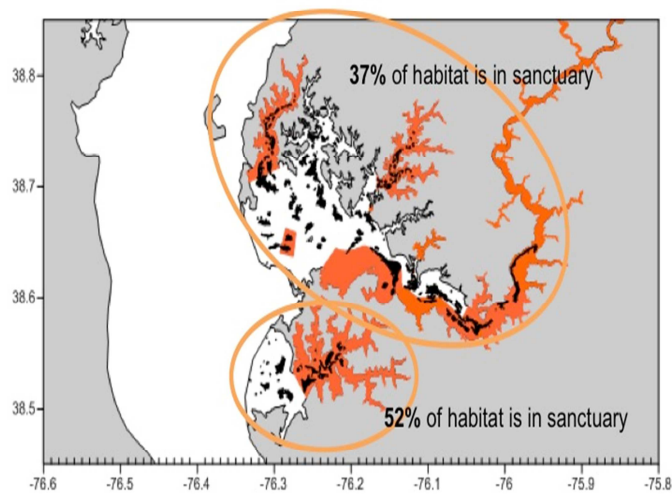 38.8
37% of habitat is in sanctuary
38.7
38.6
38.5
52% of habitat is in sanctuary
-76.6 -76.5 -76.4 -76.3 -76.2 -76.1 -76 -75.9 -75.8